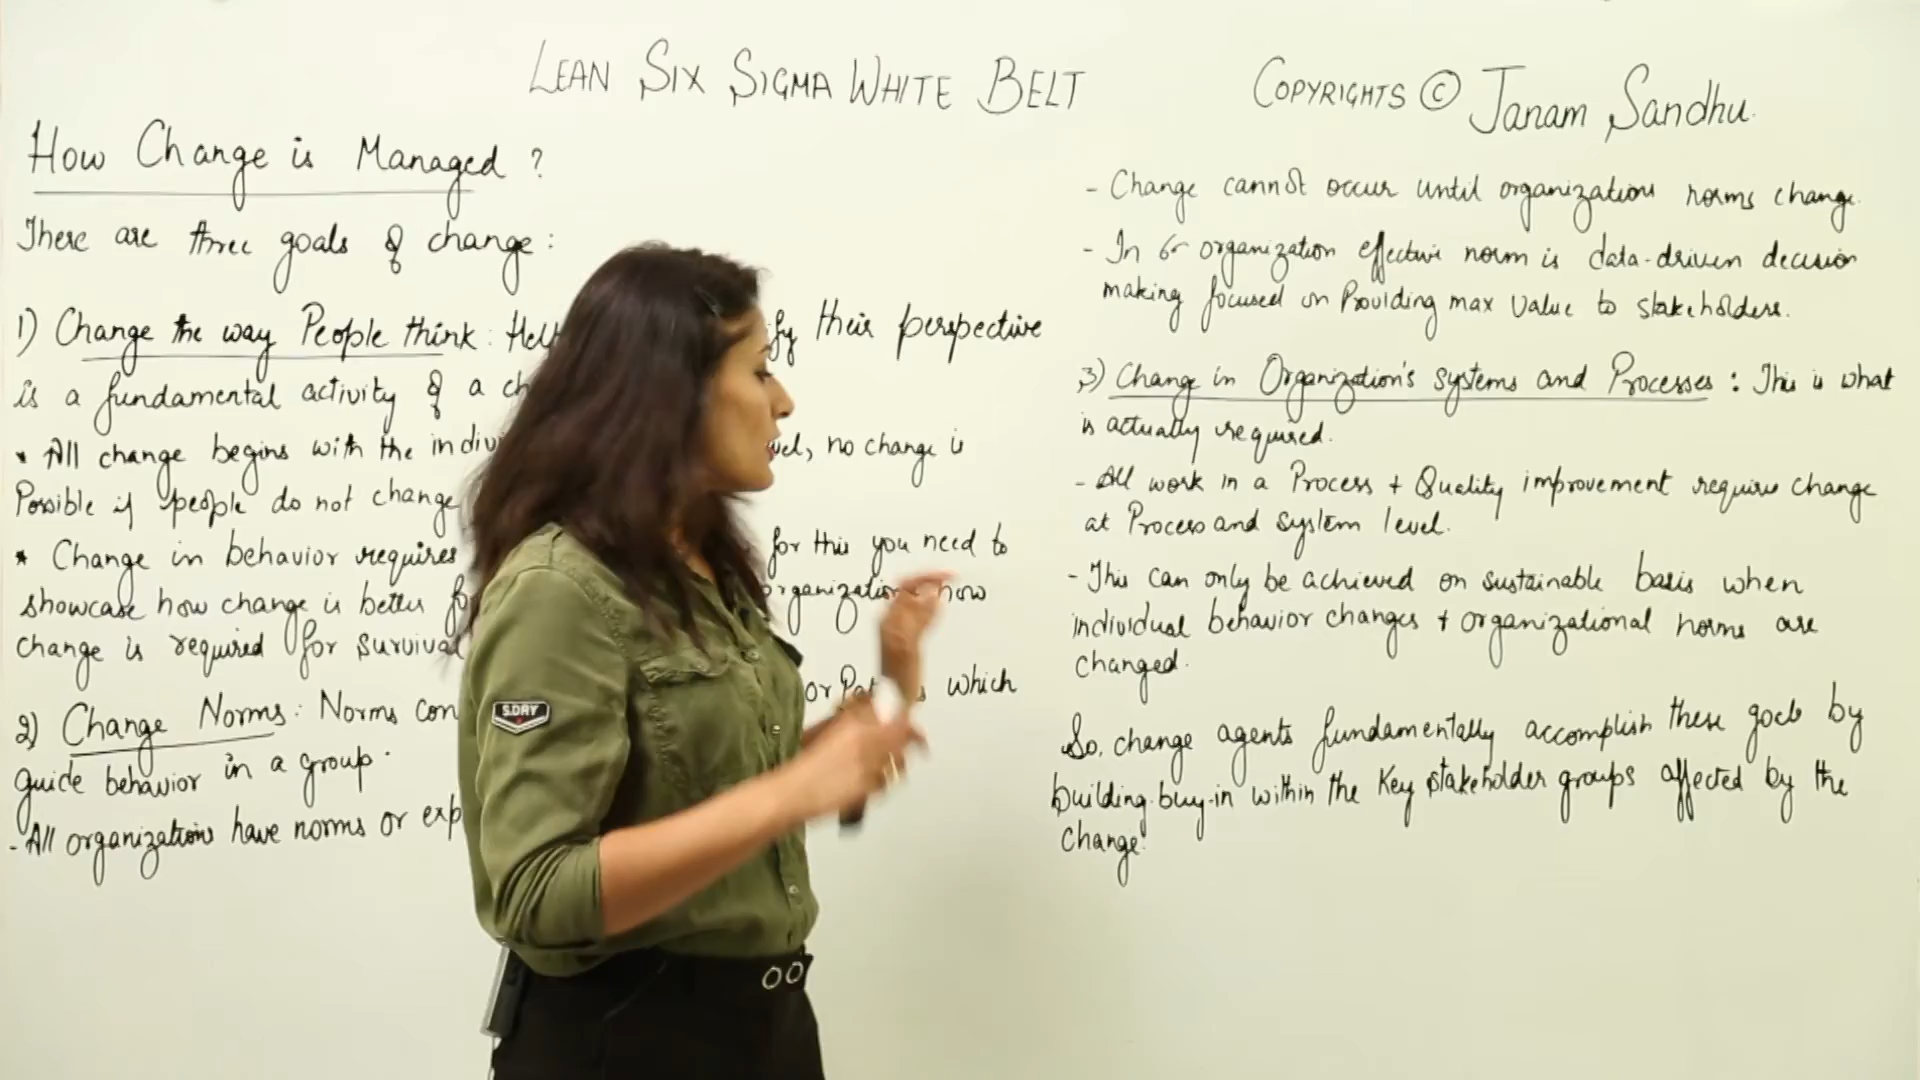 LEAN SIX SIGMA WHITE BELT
COPYRIGHTS © Janam Sandhu.
How Change is Managed ?
There are three goals of change :
1) Change the way People think : Hel
their perspective
is a fundamental activity of a ch
* All change begins with the indivi
vel, no change is
Possible if people do not change
* Change in behavior requires
for this you need to
showcase how change is better fo
organization how
change is required for survival
2) Change Norms : Norms con
or Pa
which
guide behavior in a group.
- All organizations have norms or exp
- Change cannot occur until organizations norms change.
- In 6σ organization effective norm is data-driven decision
making focused on Providing max value to stakeholders.
3) Change in Organization's systems and Processes : This is what
is actually required.
- All work in a Process + Quality improvement requires change
at Process and system level.
- This can only be achieved on sustainable basis when
individual behavior changes + organizational norms are
changed.
So, change agents fundamentally accomplish these goals by
building buy-in within the Key stakeholder groups affected by the
change.
S.DRY